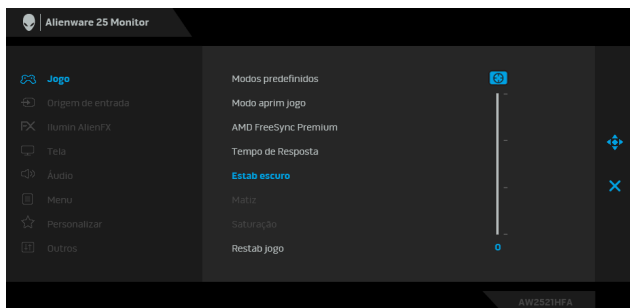 Alienware 25 Monitor
Jogo
Origem de entrada
FX Ilumin AlienFX
Tela
Áudio
Menu
Personalizar
Outros
Modos predefinidos
Modo aprim jogo
AMD FreeSync Premium
Tempo de Resposta
Estab escuro
Matiz
Saturação
Restab jogo
0
AW2521HFA